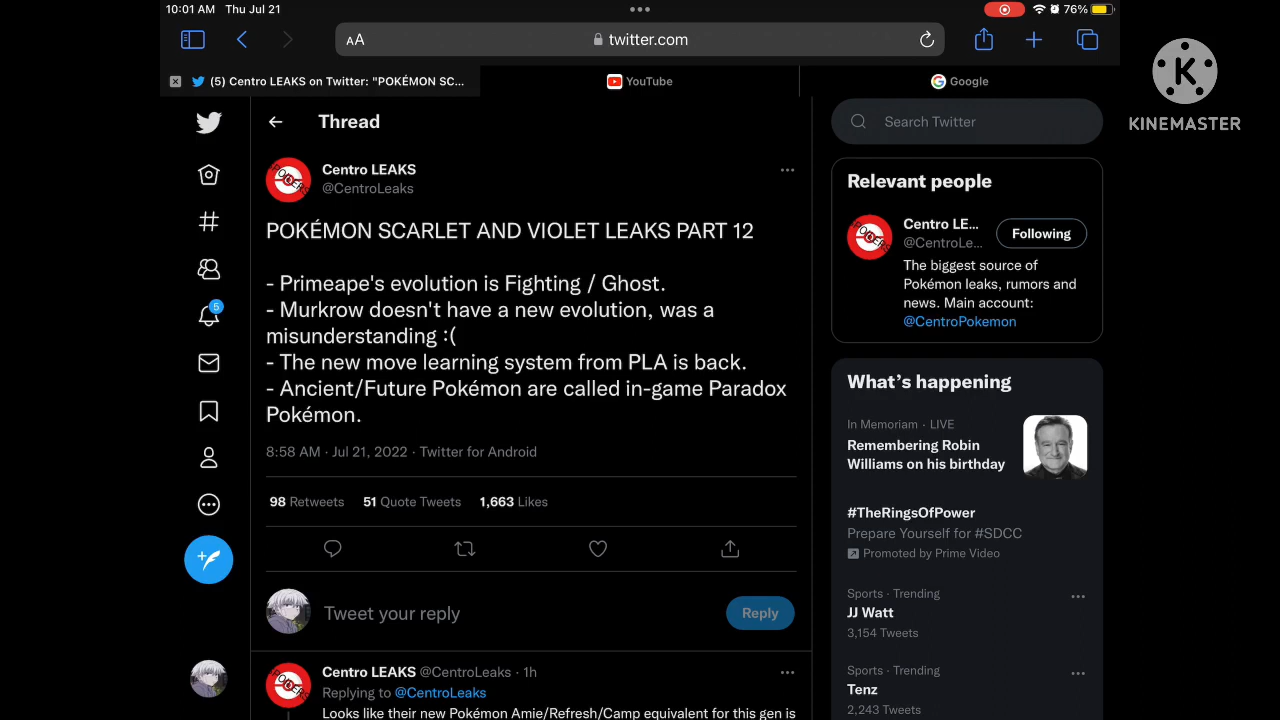 10:01 AM Thu Jul 21
76%
AA
twitter.com
(5) Centro LEAKS on Twitter: "POKÉMON SC...
YouTube
Google
K
KINEMASTER
Thread
Search Twitter
Centro LEAKS
@CentroLeaks
POKÉMON SCARLET AND VIOLET LEAKS PART 12
- Primeape's evolution is Fighting / Ghost.
- Murkrow doesn't have a new evolution, was a
misunderstanding :(
- The new move learning system from PLA is back.
- Ancient/Future Pokémon are called in-game Paradox
Pokémon.
8:58 AM · Jul 21, 2022 · Twitter for Android
98 Retweets 51 Quote Tweets 1,663 Likes
Tweet your reply
Reply
Centro LEAKS @CentroLeaks · 1h
Replying to @CentroLeaks
Looks like their new Pokémon Amie/Refresh/Camp equivalent for this gen is
5
Relevant people
Centro LE...
@CentroLe...
Following
The biggest source of
Pokémon leaks, rumors and
news. Main account:
@CentroPokemon
What's happening
In Memoriam · LIVE
Remembering Robin
Williams on his birthday
#TheRingsOfPower
Prepare Yourself for #SDCC
Promoted by Prime Video
Sports · Trending
JJ Watt
3,154 Tweets
Sports · Trending
Tenz
2,243 Tweets